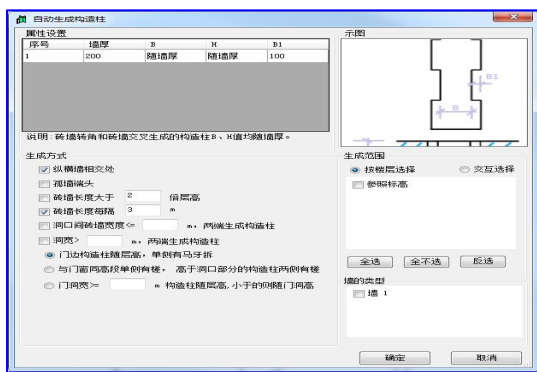 自动生成构造柱
属性设置
序号 墙厚 B H B1
1 200 随墙厚 随墙厚 100
说明:砖墙转角和砖墙交叉生成的构造柱B、H值均随墙厚。
示图
B1
B
生成方式
纵横墙相交处
孤墙端头
砖墙长度大于 2 倍层高
砖墙长度每隔 3 m
洞口间砖墙宽度<= m,两端生成构造柱
洞宽> m,两端生成构造柱
门边构造柱随层高,单侧有马牙拆
与门窗同高段单侧有槎,高于洞口部分的构造柱两侧有槎
门洞宽>= m 构造柱随层高,小于的则随门洞高
生成范围
按楼层选择 交互选择
参照标高
全选 全不选 反选
墙的类型
墙 1
确定 取消